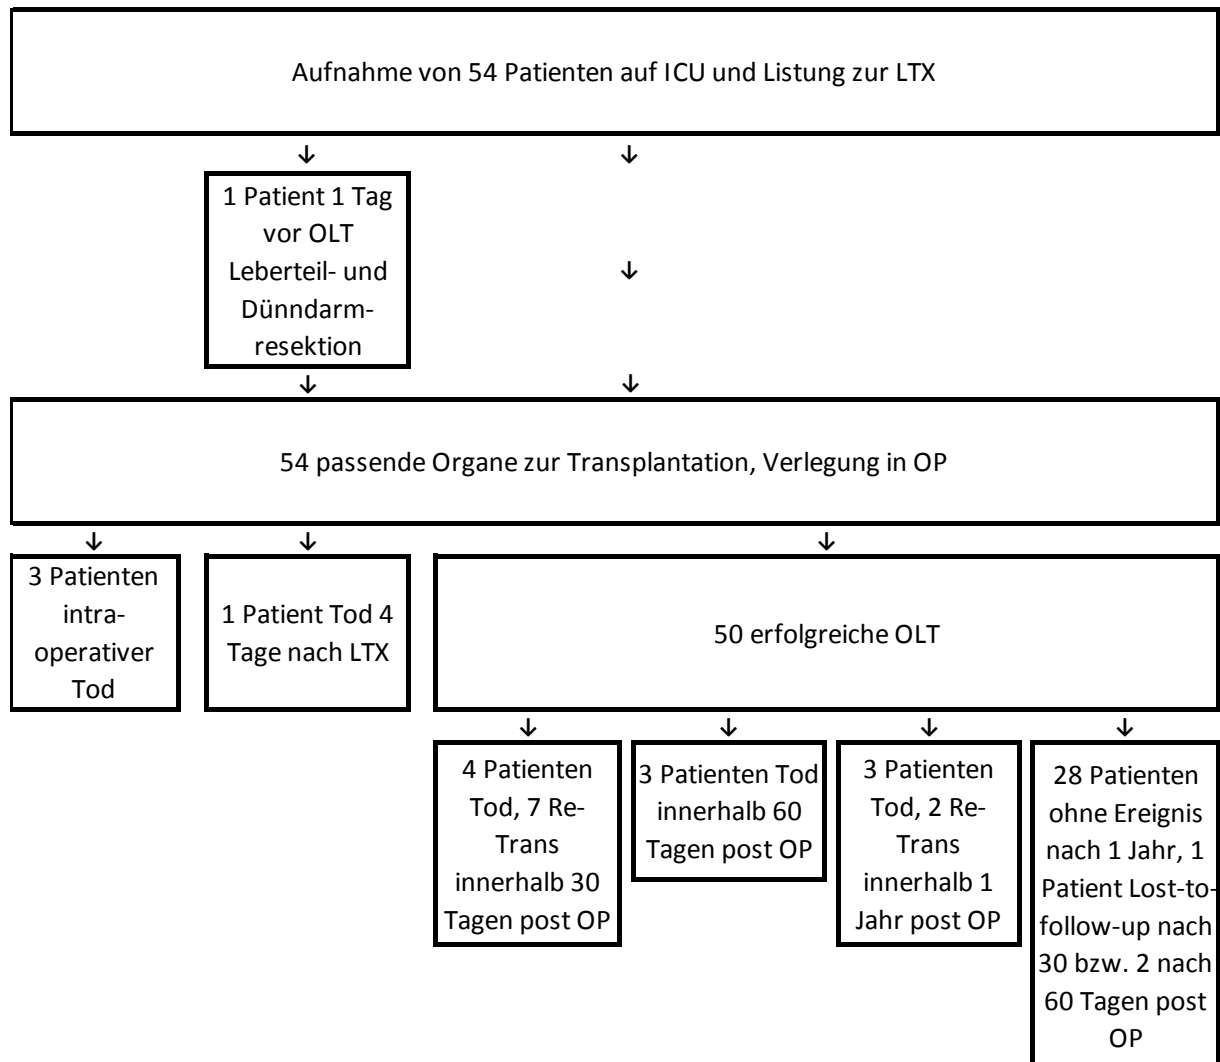 Aufnahme von 54 Patienten auf ICU und Listung zur LTX
↓ ↓
1 Patient 1 Tag
vor OLT
Leberteil- und
Dünndarm-
resektion
↓
↓ ↓
54 passende Organe zur Transplantation, Verlegung in OP
↓ ↓ ↓
3 Patienten
intra-
operativer
Tod
1 Patient Tod 4
Tage nach LTX
50 erfolgreiche OLT
↓ ↓ ↓ ↓
4 Patienten
Tod, 7 Re-
Trans
innerhalb 30
Tagen post OP
3 Patienten Tod
innerhalb 60
Tagen post OP
3 Patienten
Tod, 2 Re-
Trans
innerhalb 1
Jahr post OP
28 Patienten
ohne Ereignis
nach 1 Jahr, 1
Patient Lost-to-
follow-up nach
30 bzw. 2 nach
60 Tagen post
OP